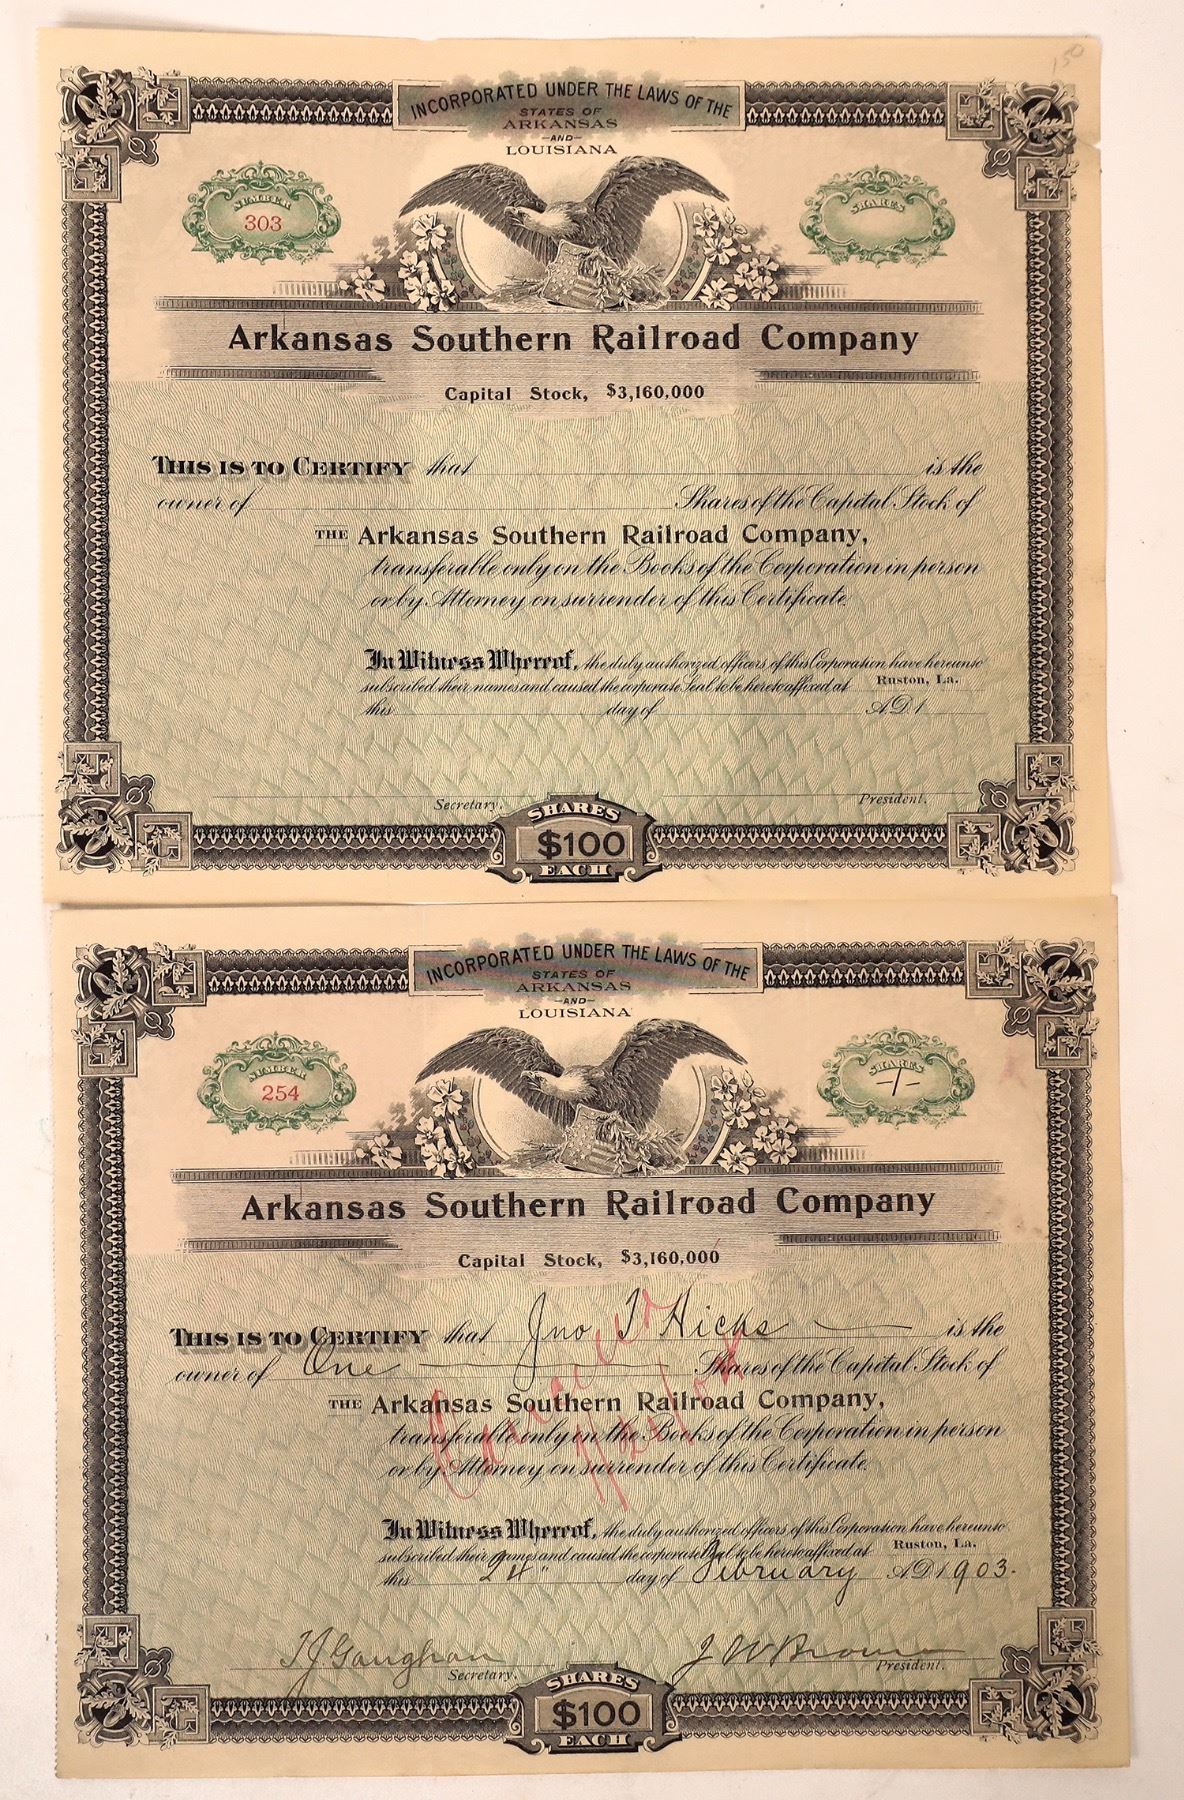 150
INCORPORATED UNDER THE LAWS OF THE
STATES OF
ARKANSAS
—AND—
LOUISIANA
NUMBER
303
SHARES
Arkansas Southern Railroad Company
Capital Stock, $3,160,000
THIS IS TO CERTIFY that is the
owner of Shares of the Capital Stock of
THE Arkansas Southern Railroad Company,
transferable only on the Books of the Corporation in person
or by Attorney on surrender of this Certificate.
In Witness Whereof, the duly authorized officers of this Corporation have hereunto
subscribed their names and caused the corporate Seal to be hereto affixed at Ruston, La.
this day of A.D. 1
Secretary. President.
SHARES
$100
EACH
INCORPORATED UNDER THE LAWS OF THE
STATES OF
ARKANSAS
—AND—
LOUISIANA
NUMBER
254
SHARES
-1-
Arkansas Southern Railroad Company
Capital Stock, $3,160,000
THIS IS TO CERTIFY that Jno T Hicks is the
owner of One Shares of the Capital Stock of
THE Arkansas Southern Railroad Company,
transferable only on the Books of the Corporation in person
or by Attorney on surrender of this Certificate.
Cancelled
In Witness Whereof, the duly authorized officers of this Corporation have hereunto
subscribed their names and caused the corporate Seal to be hereto affixed at Ruston, La.
this 24" day of February A.D. 1903.
T J Gaughan J W Brown
Secretary. President.
SHARES
$100
EACH